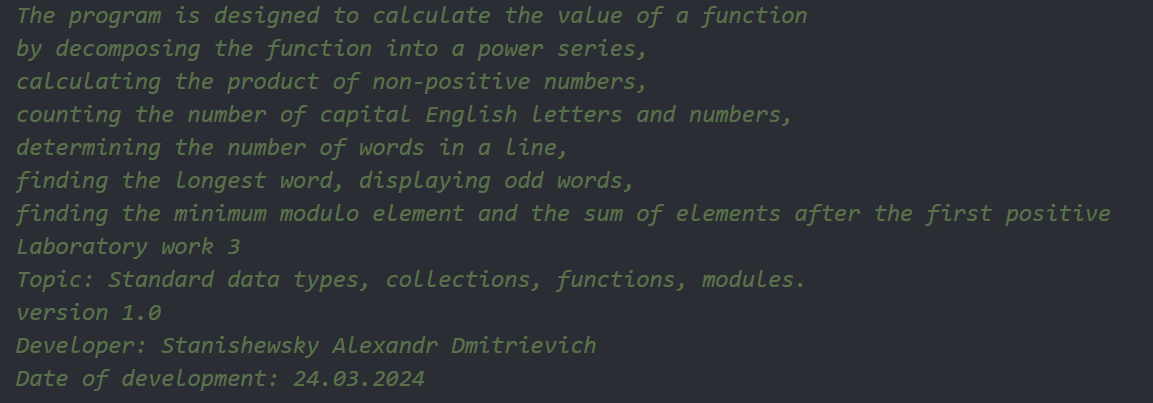 The program is designed to calculate the value of a function
by decomposing the function into a power series,
calculating the product of non-positive numbers,
counting the number of capital English letters and numbers,
determining the number of words in a line,
finding the longest word, displaying odd words,
finding the minimum modulo element and the sum of elements after the first positive
Laboratory work 3
Topic: Standard data types, collections, functions, modules.
version 1.0
Developer: Stanishewsky Alexandr Dmitrievich
Date of development: 24.03.2024